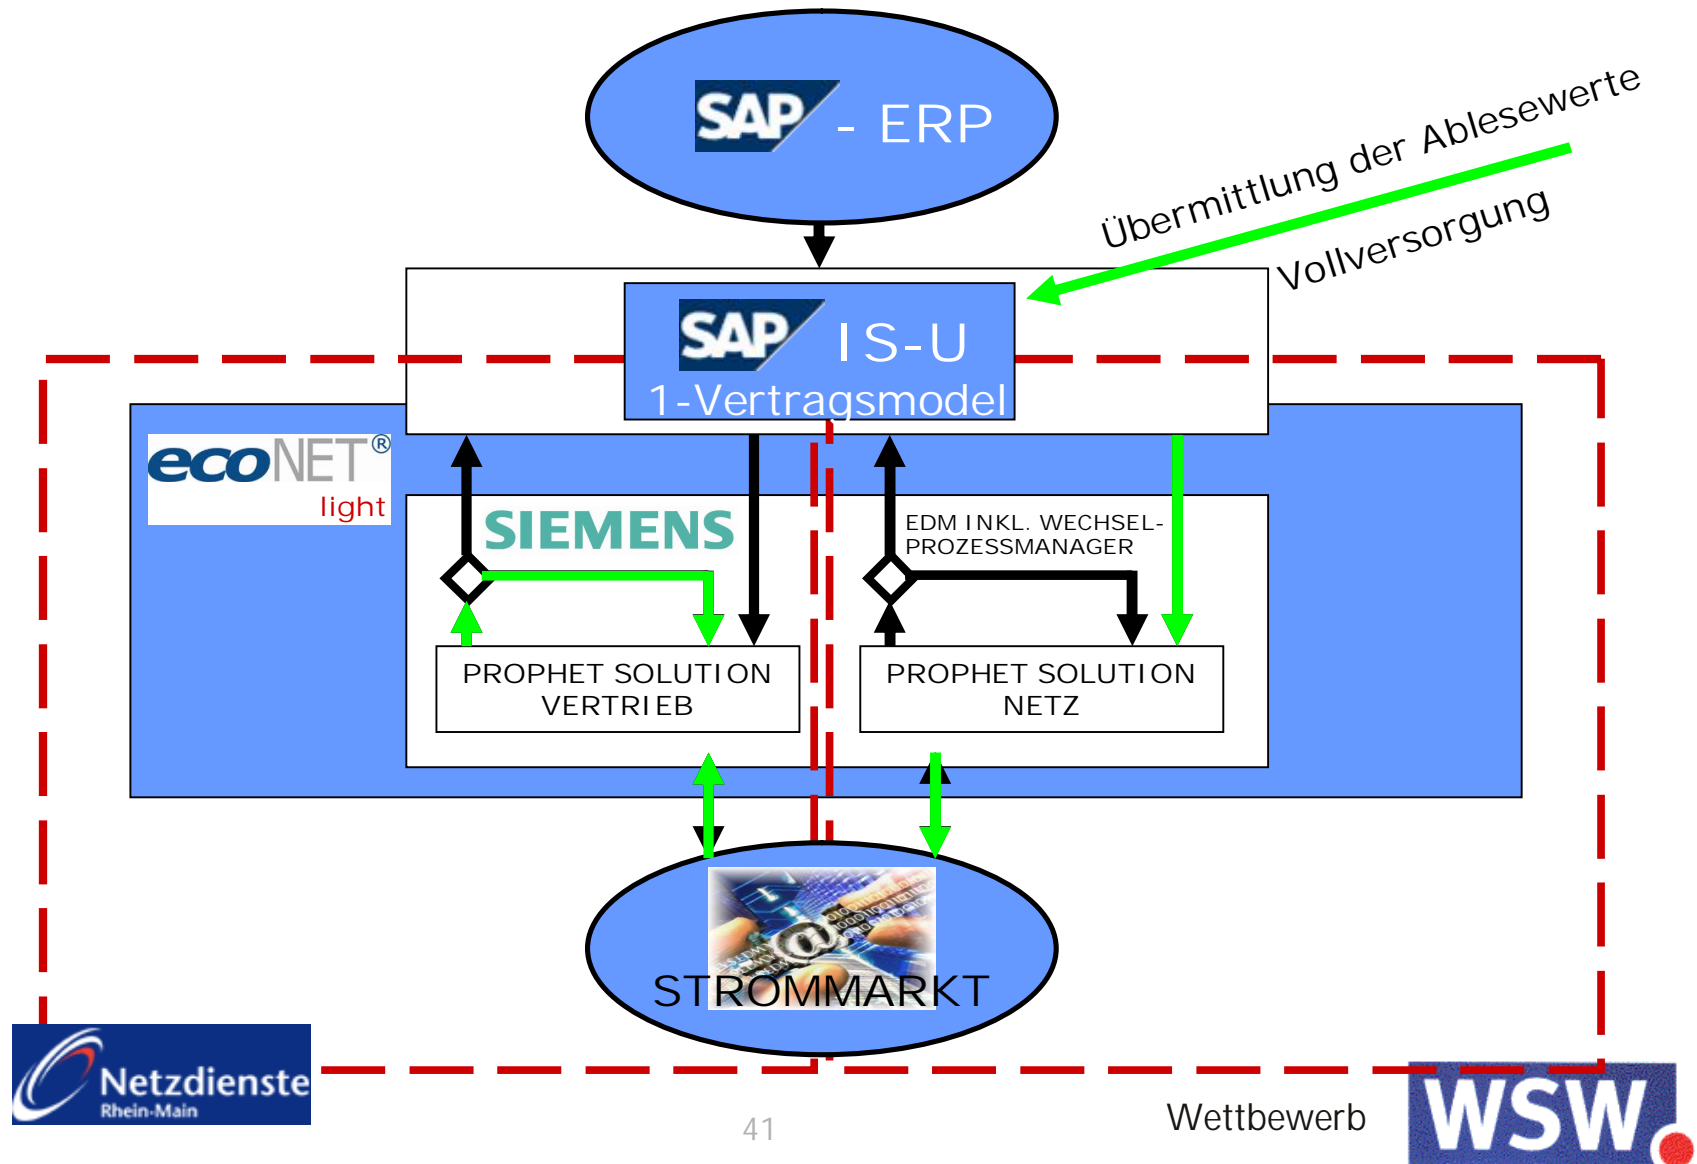 SAP - ERP
Übermittlung der Ablesewerte
Vollversorgung
SAP IS-U
1-Vertragsmodel
ecoNET®
light
SIEMENS
EDM INKL. WECHSEL-
PROZESSMANAGER
PROPHET SOLUTION
VERTRIEB
PROPHET SOLUTION
NETZ
STROMMARKT
Netzdienste
Rhein-Main
41
Wettbewerb
WSW